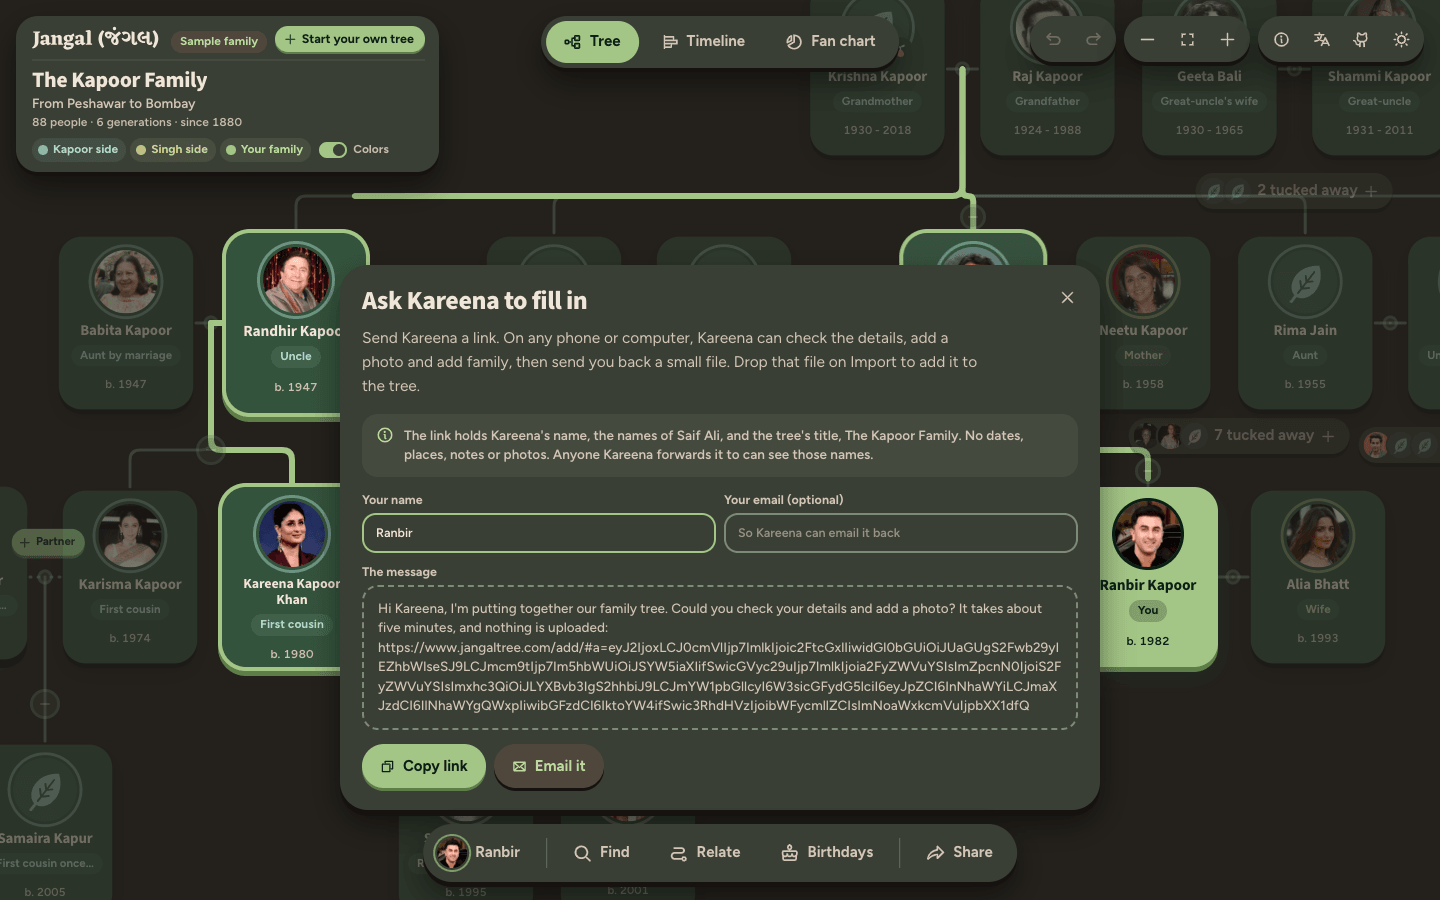 Jangal (જંગલ)
Sample family
Start your own tree
The Kapoor Family
From Peshawar to Bombay
88 people · 6 generations · since 1880
Kapoor side
Singh side
Your family
Colors
Tree
Timeline
Fan chart
Krishna Kapoor
Grandmother
1930 - 2018
Raj Kapoor
Grandfather
1924 - 1988
Geeta Bali
Great-uncle's wife
1930 - 1965
Shammi Kapoor
Great-uncle
1931 - 2011
2 tucked away
Babita Kapoor
Aunt by marriage
b. 1947
Randhir Kapoo
Uncle
b. 1947
Neetu Kapoor
Mother
b. 1958
Rima Jain
Aunt
b. 1955
7 tucked away
Ask Kareena to fill in
Send Kareena a link. On any phone or computer, Kareena can check the details, add a
photo and add family, then send you back a small file. Drop that file on Import to add it to
the tree.
The link holds Kareena's name, the names of Saif Ali, and the tree's title, The Kapoor Family. No dates,
places, notes or photos. Anyone Kareena forwards it to can see those names.
Your name
Ranbir
Your email (optional)
So Kareena can email it back
The message
Hi Kareena, I'm putting together our family tree. Could you check your details and add a photo? It takes about
five minutes, and nothing is uploaded:
Copy link
Email it
Partner
Karisma Kapoor
First cousin
b. 1974
Kareena Kapoor
Khan
First cousin
b. 1980
Ranbir Kapoor
You
b. 1982
Alia Bhatt
Wife
b. 1993
Samaira Kapur
First cousin once...
b. 2005
b. 1995
b. 2001
Ranbir
Find
Relate
Birthdays
Share